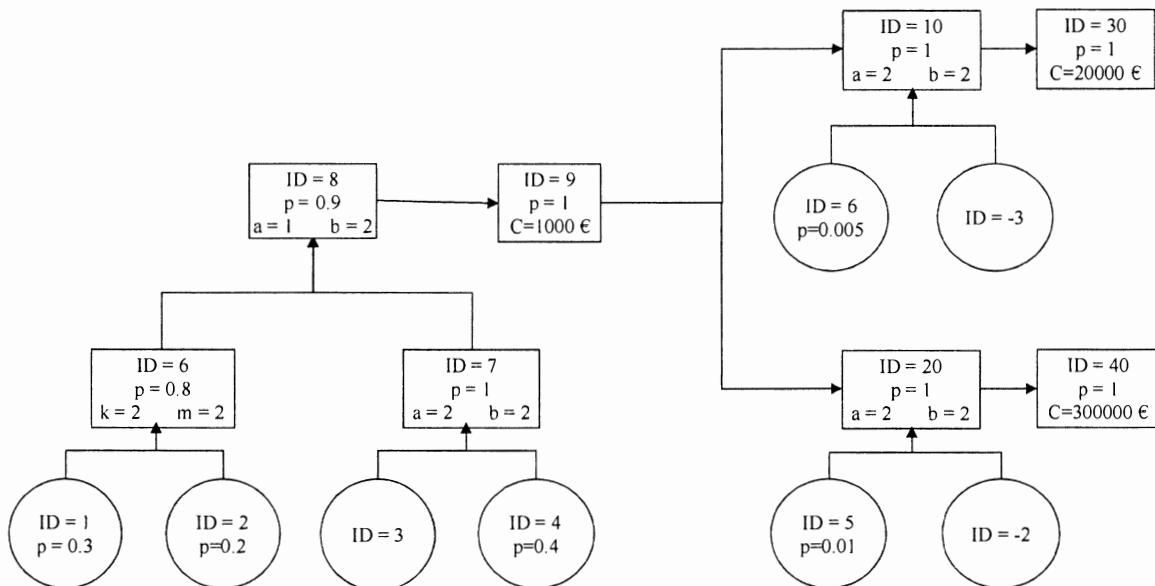 ID = 10
p = 1
a = 2 b = 2
ID = 30
p = 1
C=20000 €
ID = 8
p = 0.9
a = 1 b = 2
ID = 9
p = 1
C=1000 €
ID = 6
p=0.005
ID = -3
ID = 6
p = 0.8
k = 2 m = 2
ID = 7
p = 1
a = 2 b = 2
ID = 20
p = 1
a = 2 b = 2
ID = 40
p = 1
C=300000 €
ID = 1
p = 0.3
ID = 2
p=0.2
ID = 3
ID = 4
p=0.4
ID = 5
p=0.01
ID = -2